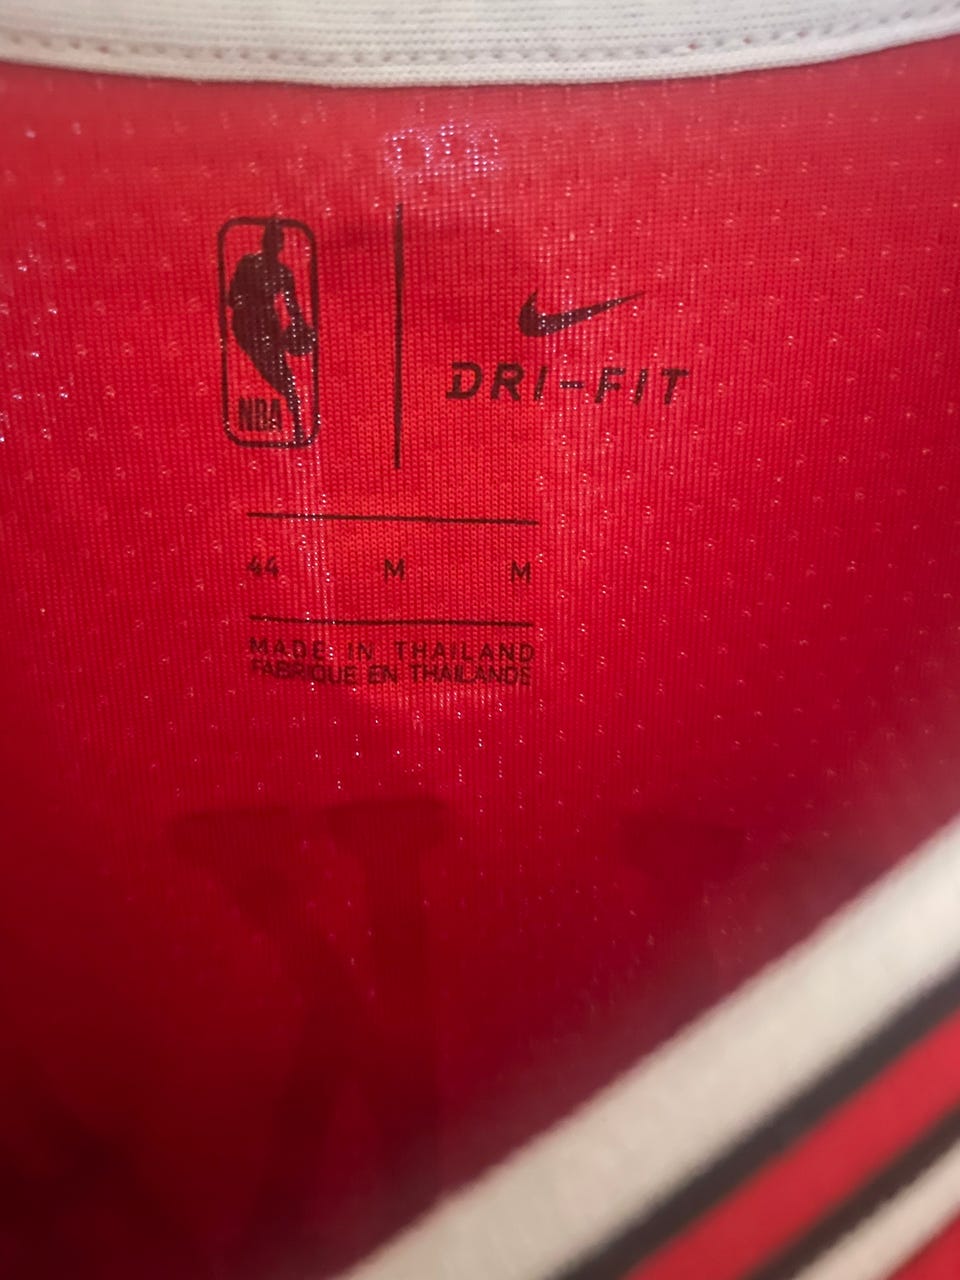 NBA
DRI-FIT
44 M M
MADE IN THAILAND
FABRIQUE EN THAILANDE